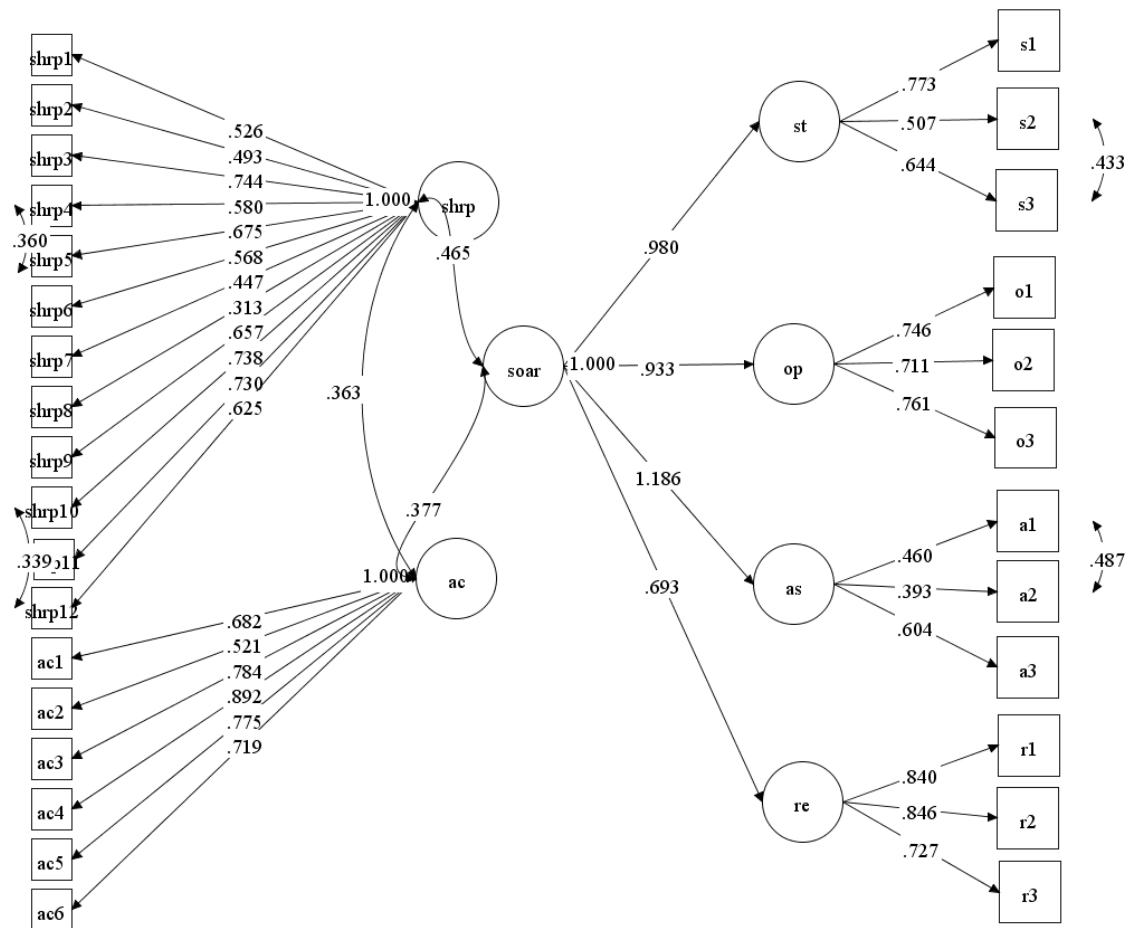 shrp1
shrp2
shrp3
shrp4
shrp5
shrp6
shrp7
shrp8
shrp9
shrp10
p11
shrp12
ac1
ac2
ac3
ac4
ac5
ac6
.360
.339
.526
.493
.744
.580
.675
.568
.447
.313
.657
.738
.730
.625
.682
.521
.784
.892
.775
.719
1.000
shrp
.465
.363
soar
1.000
.377
1.000
ac
.980
.933
1.186
.693
st
op
as
re
.773
.507
.644
.746
.711
.761
.460
.393
.604
.840
.846
.727
s1
s2
s3
o1
o2
o3
a1
a2
a3
r1
r2
r3
.433
.487